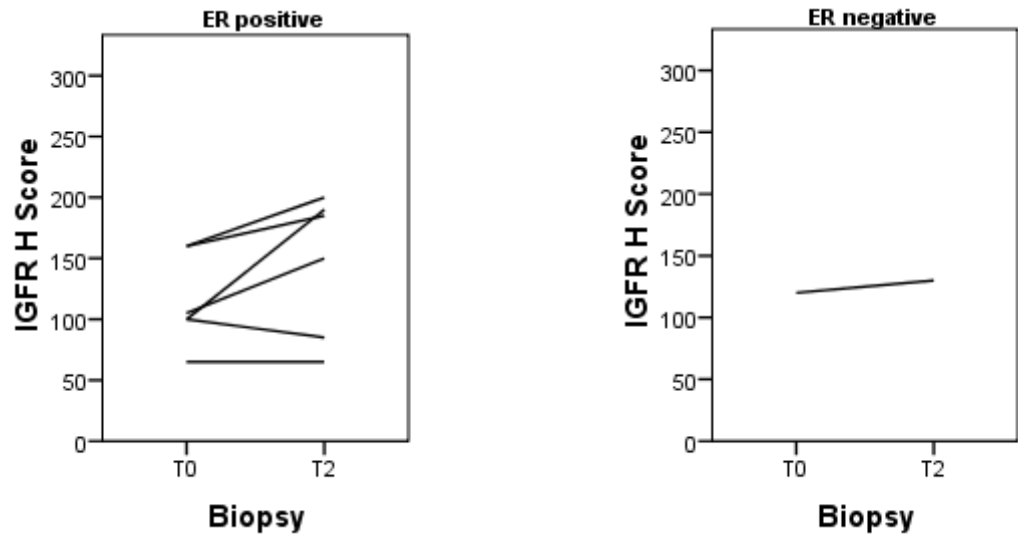 ER positive
300
250
200
150
100
50
0
IGFR H Score
T0
T2
Biopsy
ER negative
300
250
200
150
100
50
0
IGFR H Score
T0
T2
Biopsy